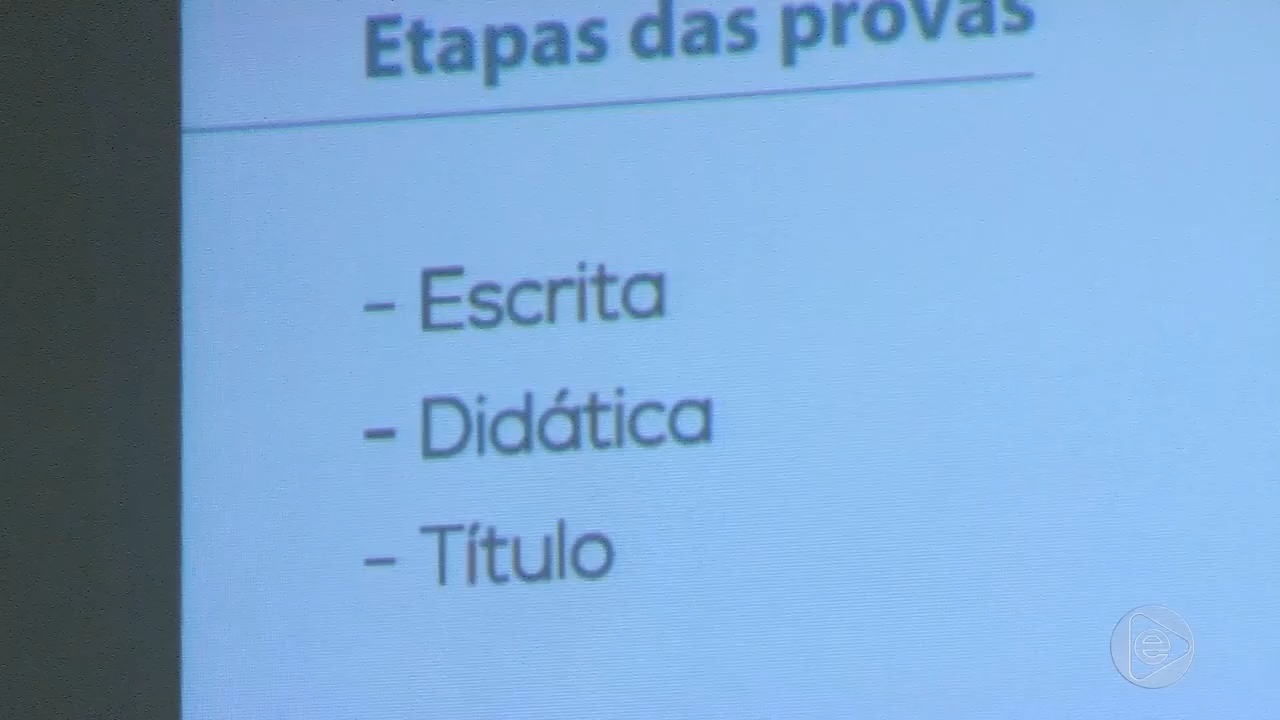 Etapas das provas
– Escrita
– Didática
– Título
e